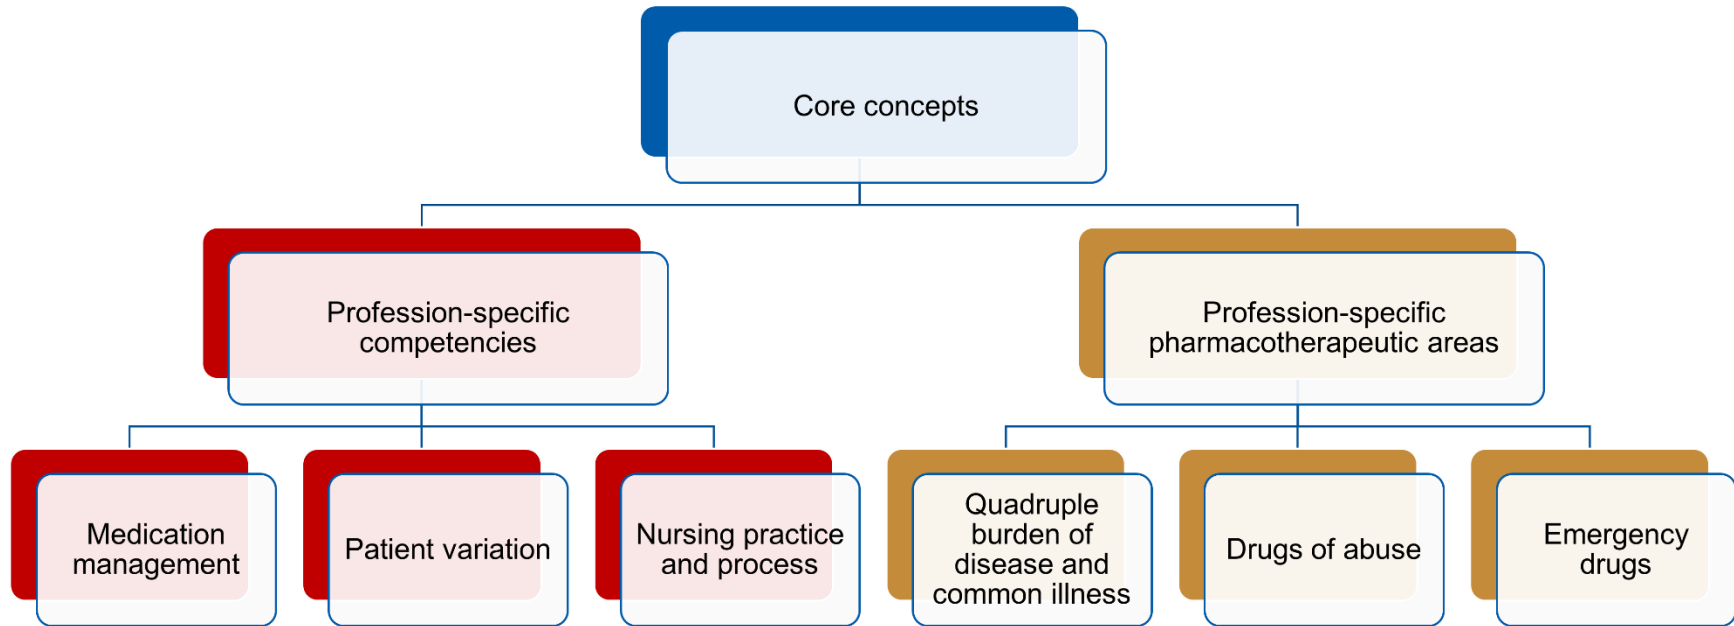 Core concepts
Profession-specific
competencies
Profession-specific
pharmacotherapeutic areas
Medication
management
Patient variation
Nursing practice
and process
Quadruple
burden of
disease and
common illness
Drugs of abuse
Emergency
drugs